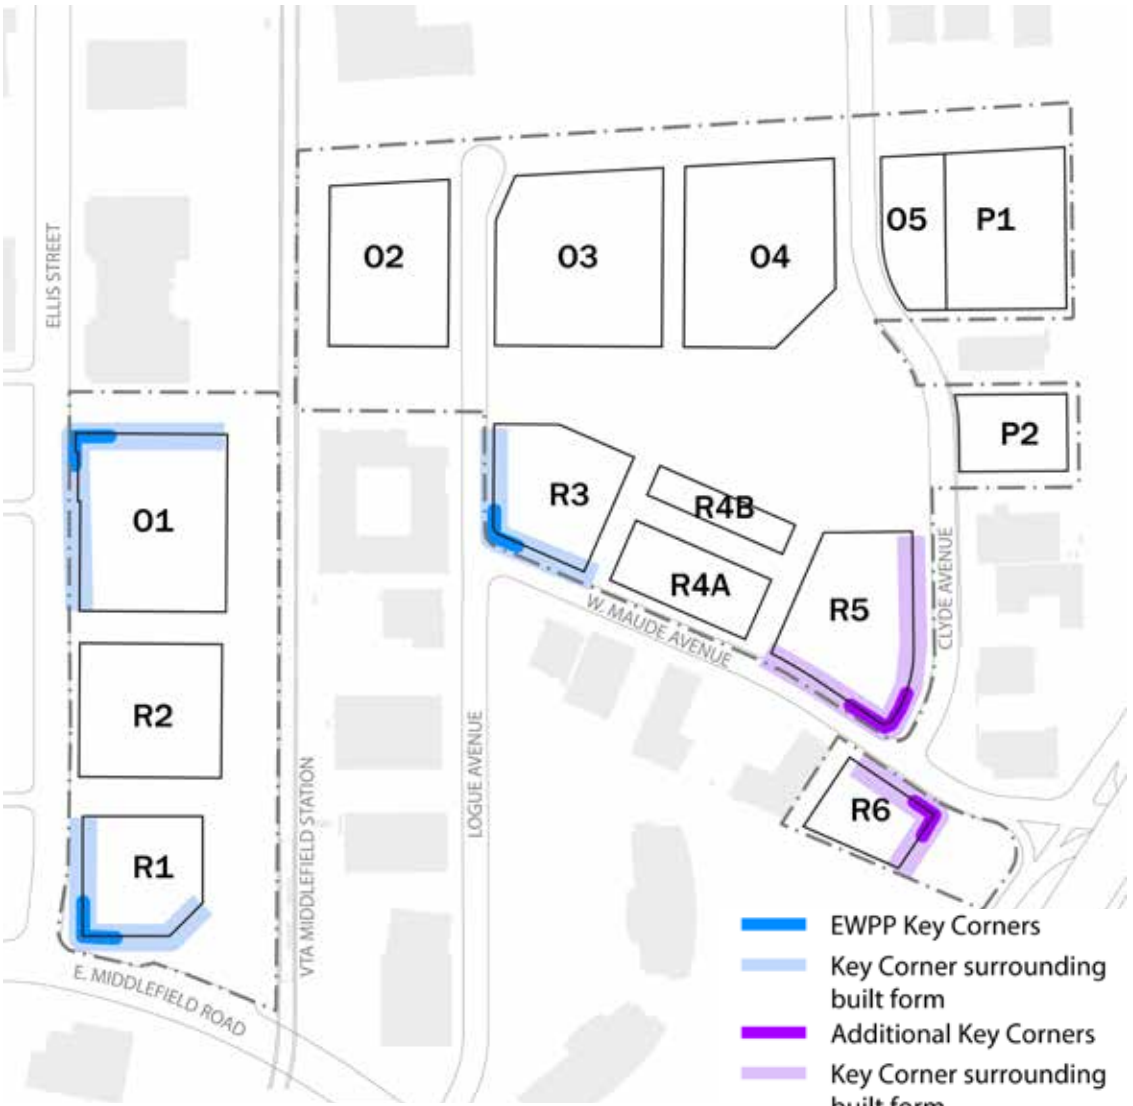 ELLIS STREET
O2
O3
O4
O5
P1
P2
O1
R3
R4B
R4A
R5
CLYDE AVENUE
W. MAUDE AVENUE
R2
LOGUE AVENUE
VTA MIDDLEFIELD STATION
R6
R1
E. MIDDLEFIELD ROAD
EWPP Key Corners
Key Corner surrounding
built form
Additional Key Corners
Key Corner surrounding
built form